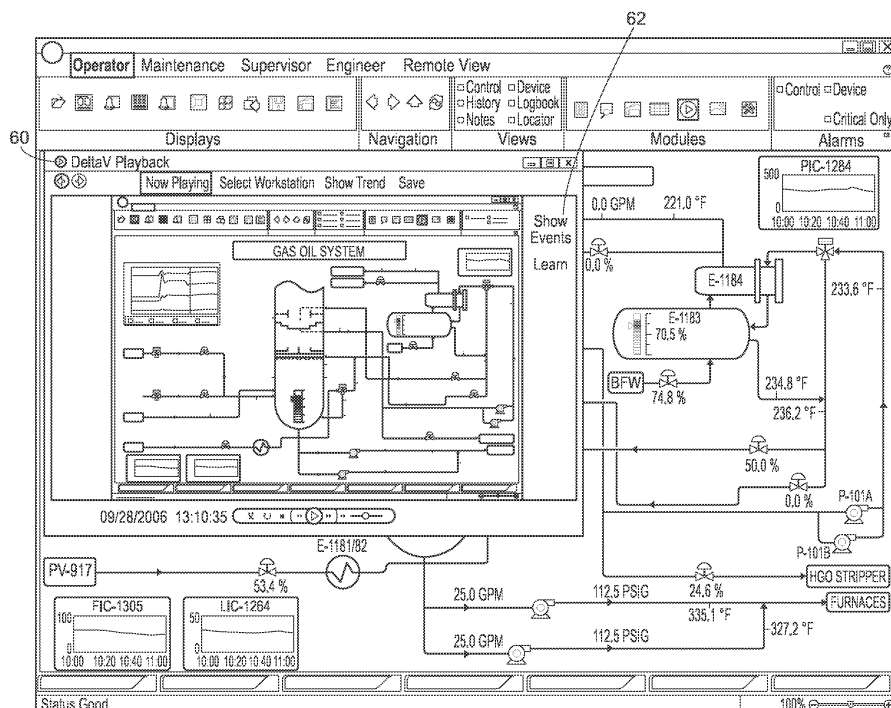 62
Operator Maintenance Supervisor Engineer Remote View
Control Device
History Logbook
Notes Locator
Control Device
Critical Only
Displays Navigation Views Modules Alarms
60
DeltaV Playback
Now Playing Select Workstation Show Trend Save
Show
Events
Learn
GAS OIL SYSTEM
09/28/2006 13:10:35
PIC-1284
500
0
10:00 10:20 10:40 11:00
0.0 GPM
221.0 °F
0.0 %
E-1184
233.6 °F
E-1183
70.5 %
BFW
74.8 %
234.8 °F
236.2 °F
50.0 %
0.0 %
P-101A
P-101B
E-1181/82
PV-917
53.4 %
24.6 %
HGO STRIPPER
25.0 GPM
112.5 PSIG
335.1 °F
FURNACES
327.2 °F
25.0 GPM
112.5 PSIG
FIC-1305
100
0
10:00 10:20 10:40 11:00
LIC-1264
50
0
10:00 10:20 10:40 11:00
Status Good
100%